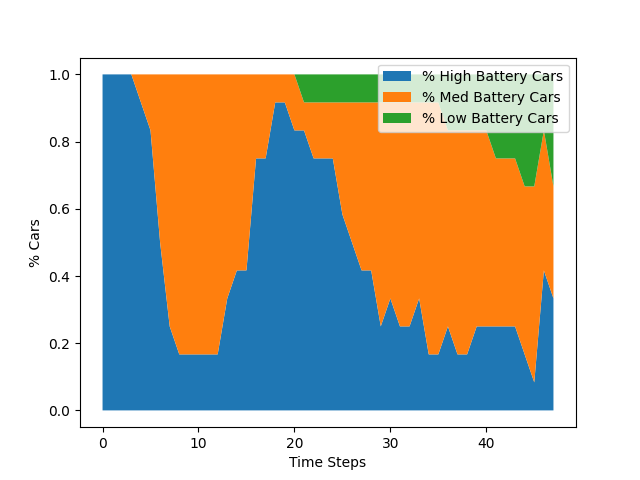 % High Battery Cars
% Med Battery Cars
% Low Battery Cars
1.0
0.8
0.6
0.4
0.2
0.0
% Cars
0 10 20 30 40
Time Steps